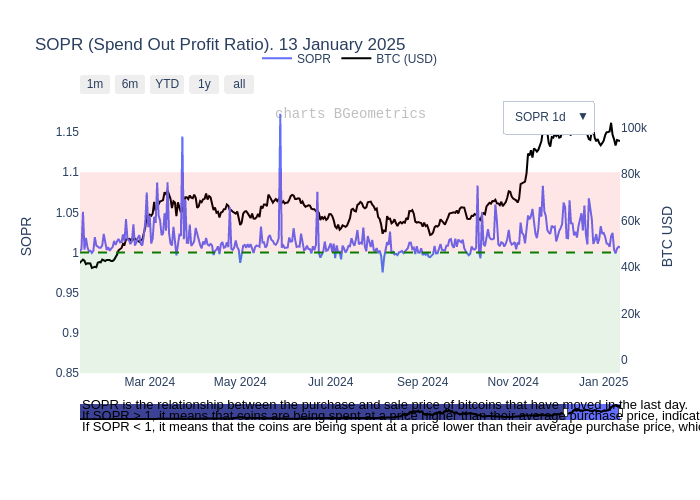 SOPR (Spend Out Profit Ratio). 13 January 2025
SOPR BTC (USD)
1m 6m YTD 1y all
charts BGeometrics
SOPR 1d ▼
1.15
1.1
1.05
1
0.95
0.9
0.85
SOPR
100k
80k
60k
40k
20k
0
BTC USD
Mar 2024 May 2024 Jul 2024 Sep 2024 Nov 2024 Jan 2025
SOPR is the relationship between the purchase and sale price of bitcoins that have moved in the last day.
If SOPR > 1, it means that coins are being spent at a price higher than their average purchase price, indicat
If SOPR < 1, it means that the coins are being spent at a price lower than their average purchase price, whic